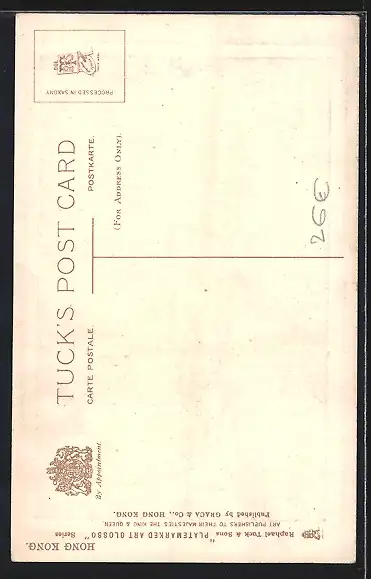 TUCK'S POST CARD
CARTE POSTALE.
POSTKARTE.
(FOR ADDRESS ONLY).
By Appointment.
PROCESSED IN SAXONY
26€
HONG KONG.
Raphael Tuck & Sons' "PLATEMARKED ART GLOSSO" Series
ART PUBLISHERS TO THEIR MAJESTIES THE KING & QUEEN.
Published by GRACA & Co., HONG KONG.